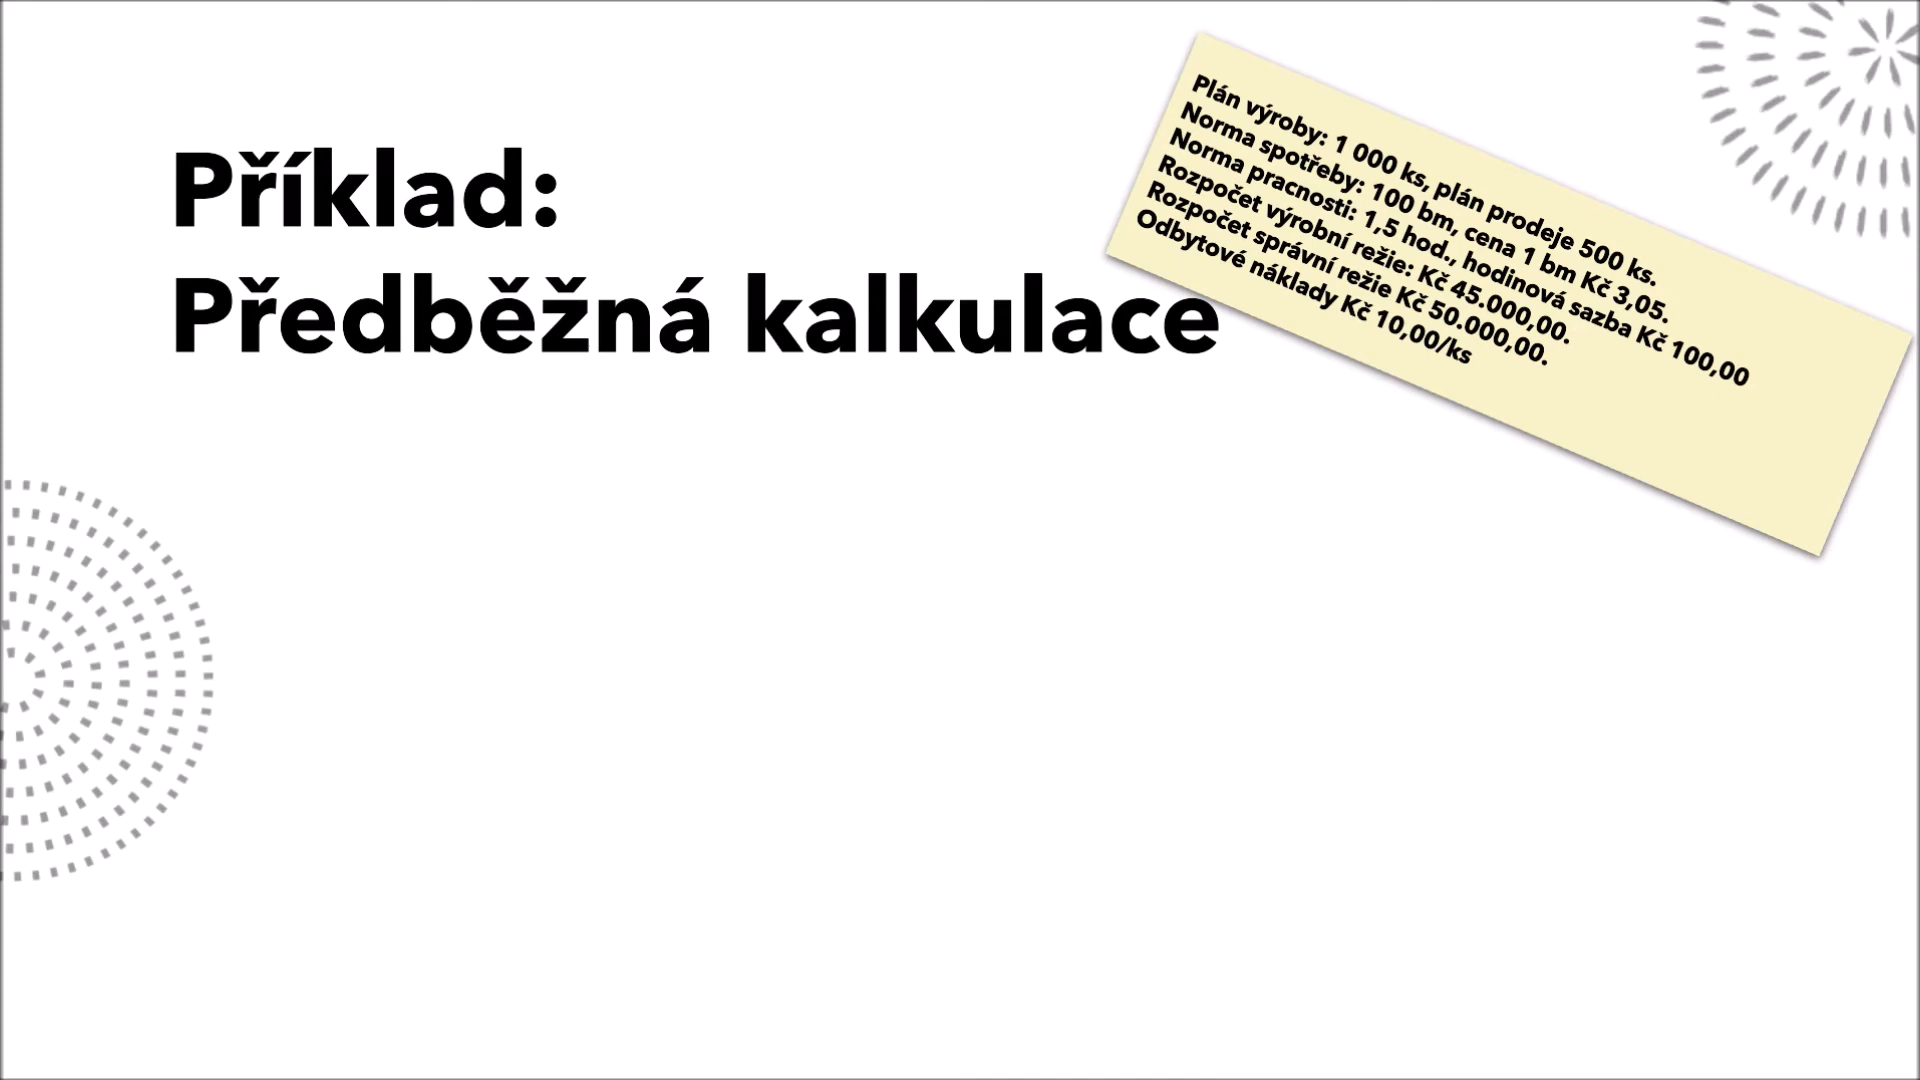 Příklad:
Předběžná kalkulace
Plán výroby: 1 000 ks, plán prodeje 500 ks.
Norma spotřeby: 100 bm, cena 1 bm Kč 3,05.
Norma pracnosti: 1,5 hod., hodinová sazba Kč 100,00
Rozpočet výrobní režie: Kč 45.000,00.
Rozpočet správní režie Kč 50.000,00.
Odbytové náklady Kč 10,00/ks